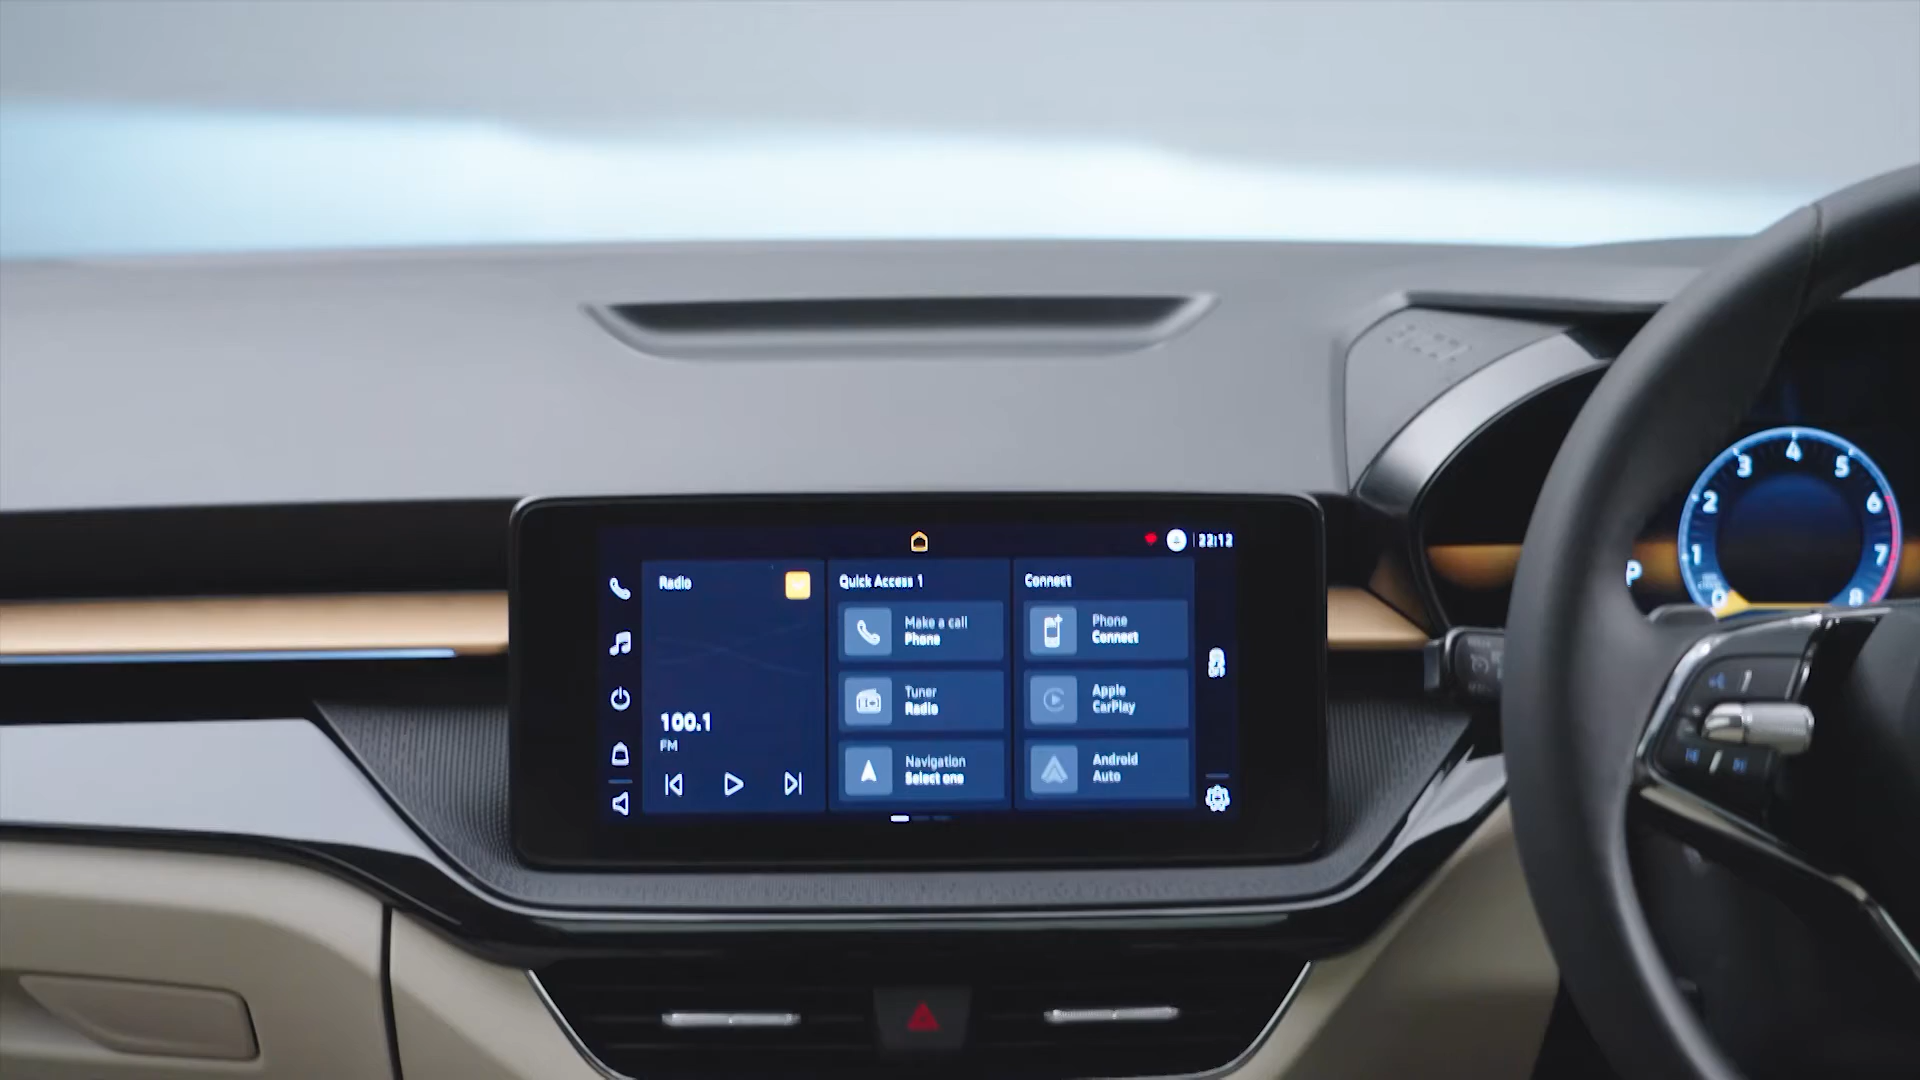 22:12
Radio
Quick Access 1
Connect
Make a call
Phone
Phone
Connect
Tuner
Radio
Apple
CarPlay
100.1
FM
Navigation
Select one
Android
Auto
P
0
1
2
3
4
5
6
7
8